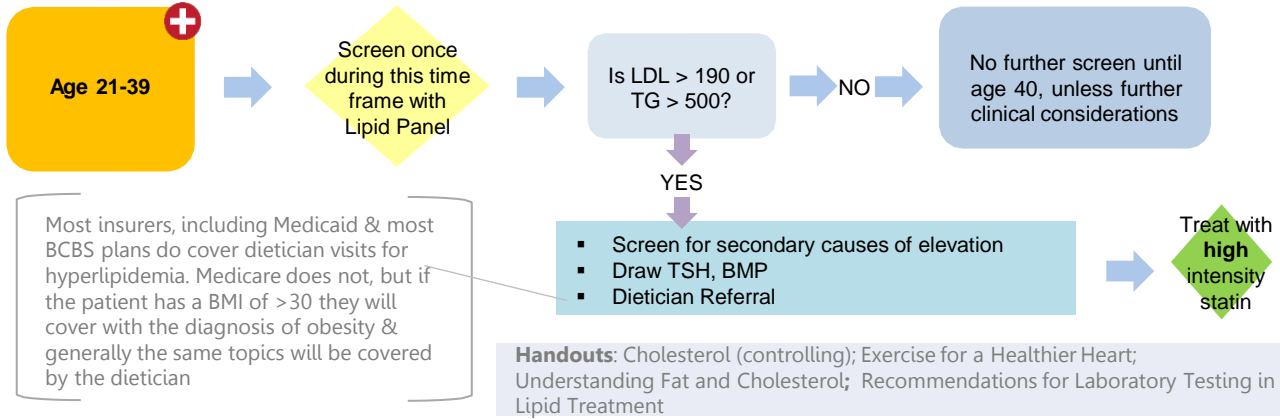 Age 21-39
Screen once
during this time
frame with
Lipid Panel
Is LDL > 190 or
TG > 500?
NO
No further screen until
age 40, unless further
clinical considerations
YES
Most insurers, including Medicaid & most
BCBS plans do cover dietician visits for
hyperlipidemia. Medicare does not, but if
the patient has a BMI of >30 they will
cover with the diagnosis of obesity &
generally the same topics will be covered
by the dietician
▪ Screen for secondary causes of elevation
▪ Draw TSH, BMP
▪ Dietician Referral
Treat with
high
intensity
statin
Handouts: Cholesterol (controlling); Exercise for a Healthier Heart;
Understanding Fat and Cholesterol; Recommendations for Laboratory Testing in
Lipid Treatment